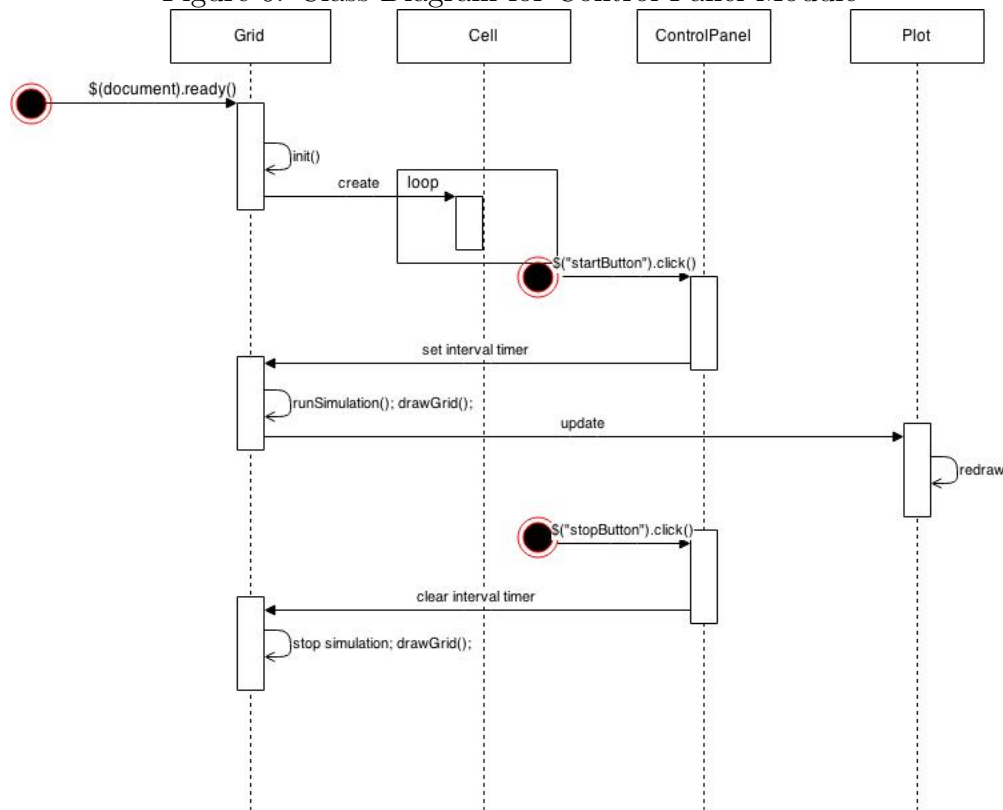 Figure 6: Class Diagram for Control Panel Module
Grid
Cell
ControlPanel
Plot
$(document).ready()
init()
create
loop
$("startButton").click()
set interval timer
runSimulation(); drawGrid();
update
redraw
$("stopButton").click()
clear interval timer
stop simulation; drawGrid();